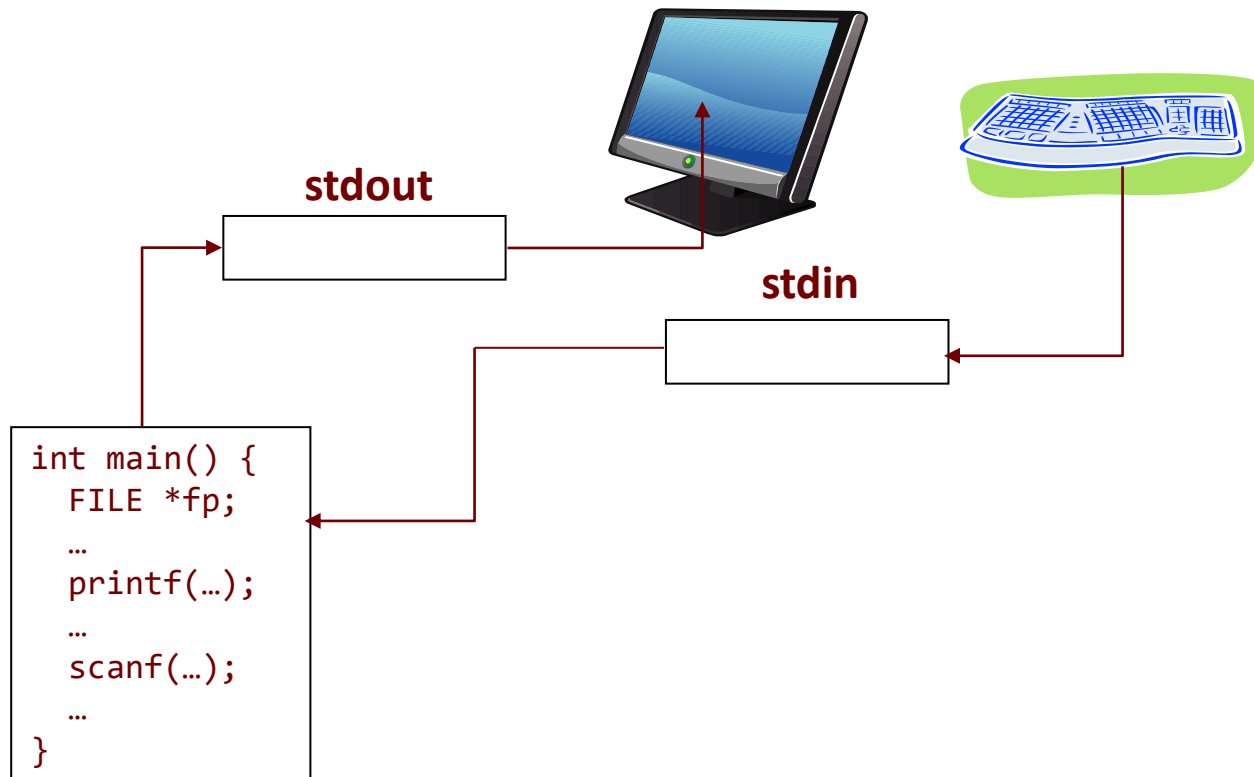 stdout
stdin
int main() {
  FILE *fp;
  …
  printf(…);
  …
  scanf(…);
  …
}